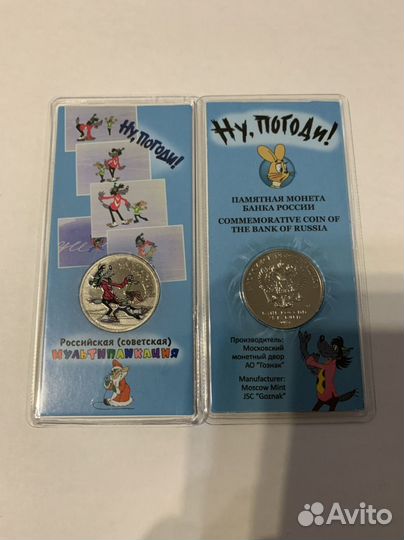 Ну, погоди!
Российская (советская)
МУЛЬТИПЛИКАЦИЯ
Ну, погоди!
ПАМЯТНАЯ МОНЕТА
БАНКА РОССИИ
COMMEMORATIVE COIN OF
THE BANK OF RUSSIA
Производитель:
Московский
монетный двор
АО "Гознак"
Manufacturer:
Moscow Mint
JSC "Goznak"
Avito